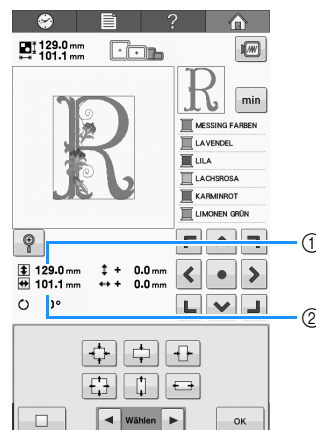 ?
129.0 mm
101.1 mm
R
min
MESSING FARBEN
LAVENDEL
LILA
LACHSROSA
KARMINROT
LIMONEN GRÜN
①
129.0 mm + 0.0 mm
101.1 mm + 0.0 mm
0°
②
Wählen
OK